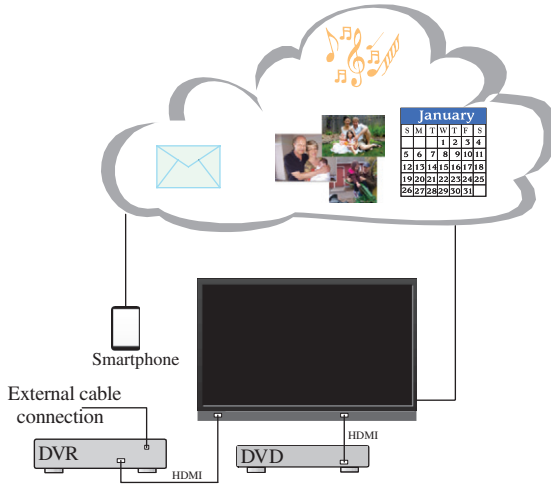 January
S M T W T F S
1 2 3 4
5 6 7 8 9 10 11
12 13 14 15 16 17 18
19 20 21 22 23 24 25
26 27 28 29 30 31
Smartphone
External cable
connection
DVR
HDMI
DVD
HDMI